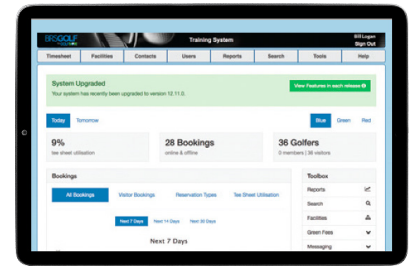 BRSGOLF
Training System
Bill Logan
Sign Out
Timesheet Facilities Contacts Users Reports Search Tools Help
System Upgraded
Your system has recently been upgraded to version 12.11.0.
View Features in each release
Today Tomorrow
Blue Green Red
9%
tee sheet utilisation
28 Bookings
online & offline
36 Golfers
0 members | 36 visitors
Bookings
All Bookings Visitor Bookings Reservation Types Tee Sheet Utilisation
Next 7 Days Next 14 Days Next 30 Days
Next 7 Days
Toolbox
Reports
Search
Facilities
Green Fees
Messaging